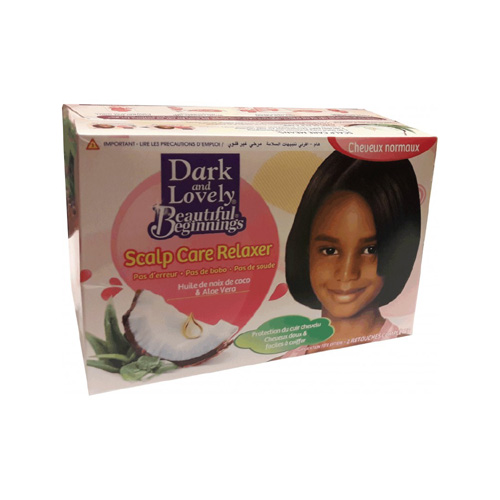 IMPORTANT - LIRE LES PRECAUTIONS D'EMPLOI /
Cheveux normaux
Dark
and
Lovely
Beautiful
Beginnings
Scalp Care Relaxer
Pas d'erreur • Pas de bobo • Pas de soude
Huile de noix de coco
& Aloe Vera
Protection du cuir chevelu
Cheveux doux &
faciles à coiffer
2 RETOUCHES